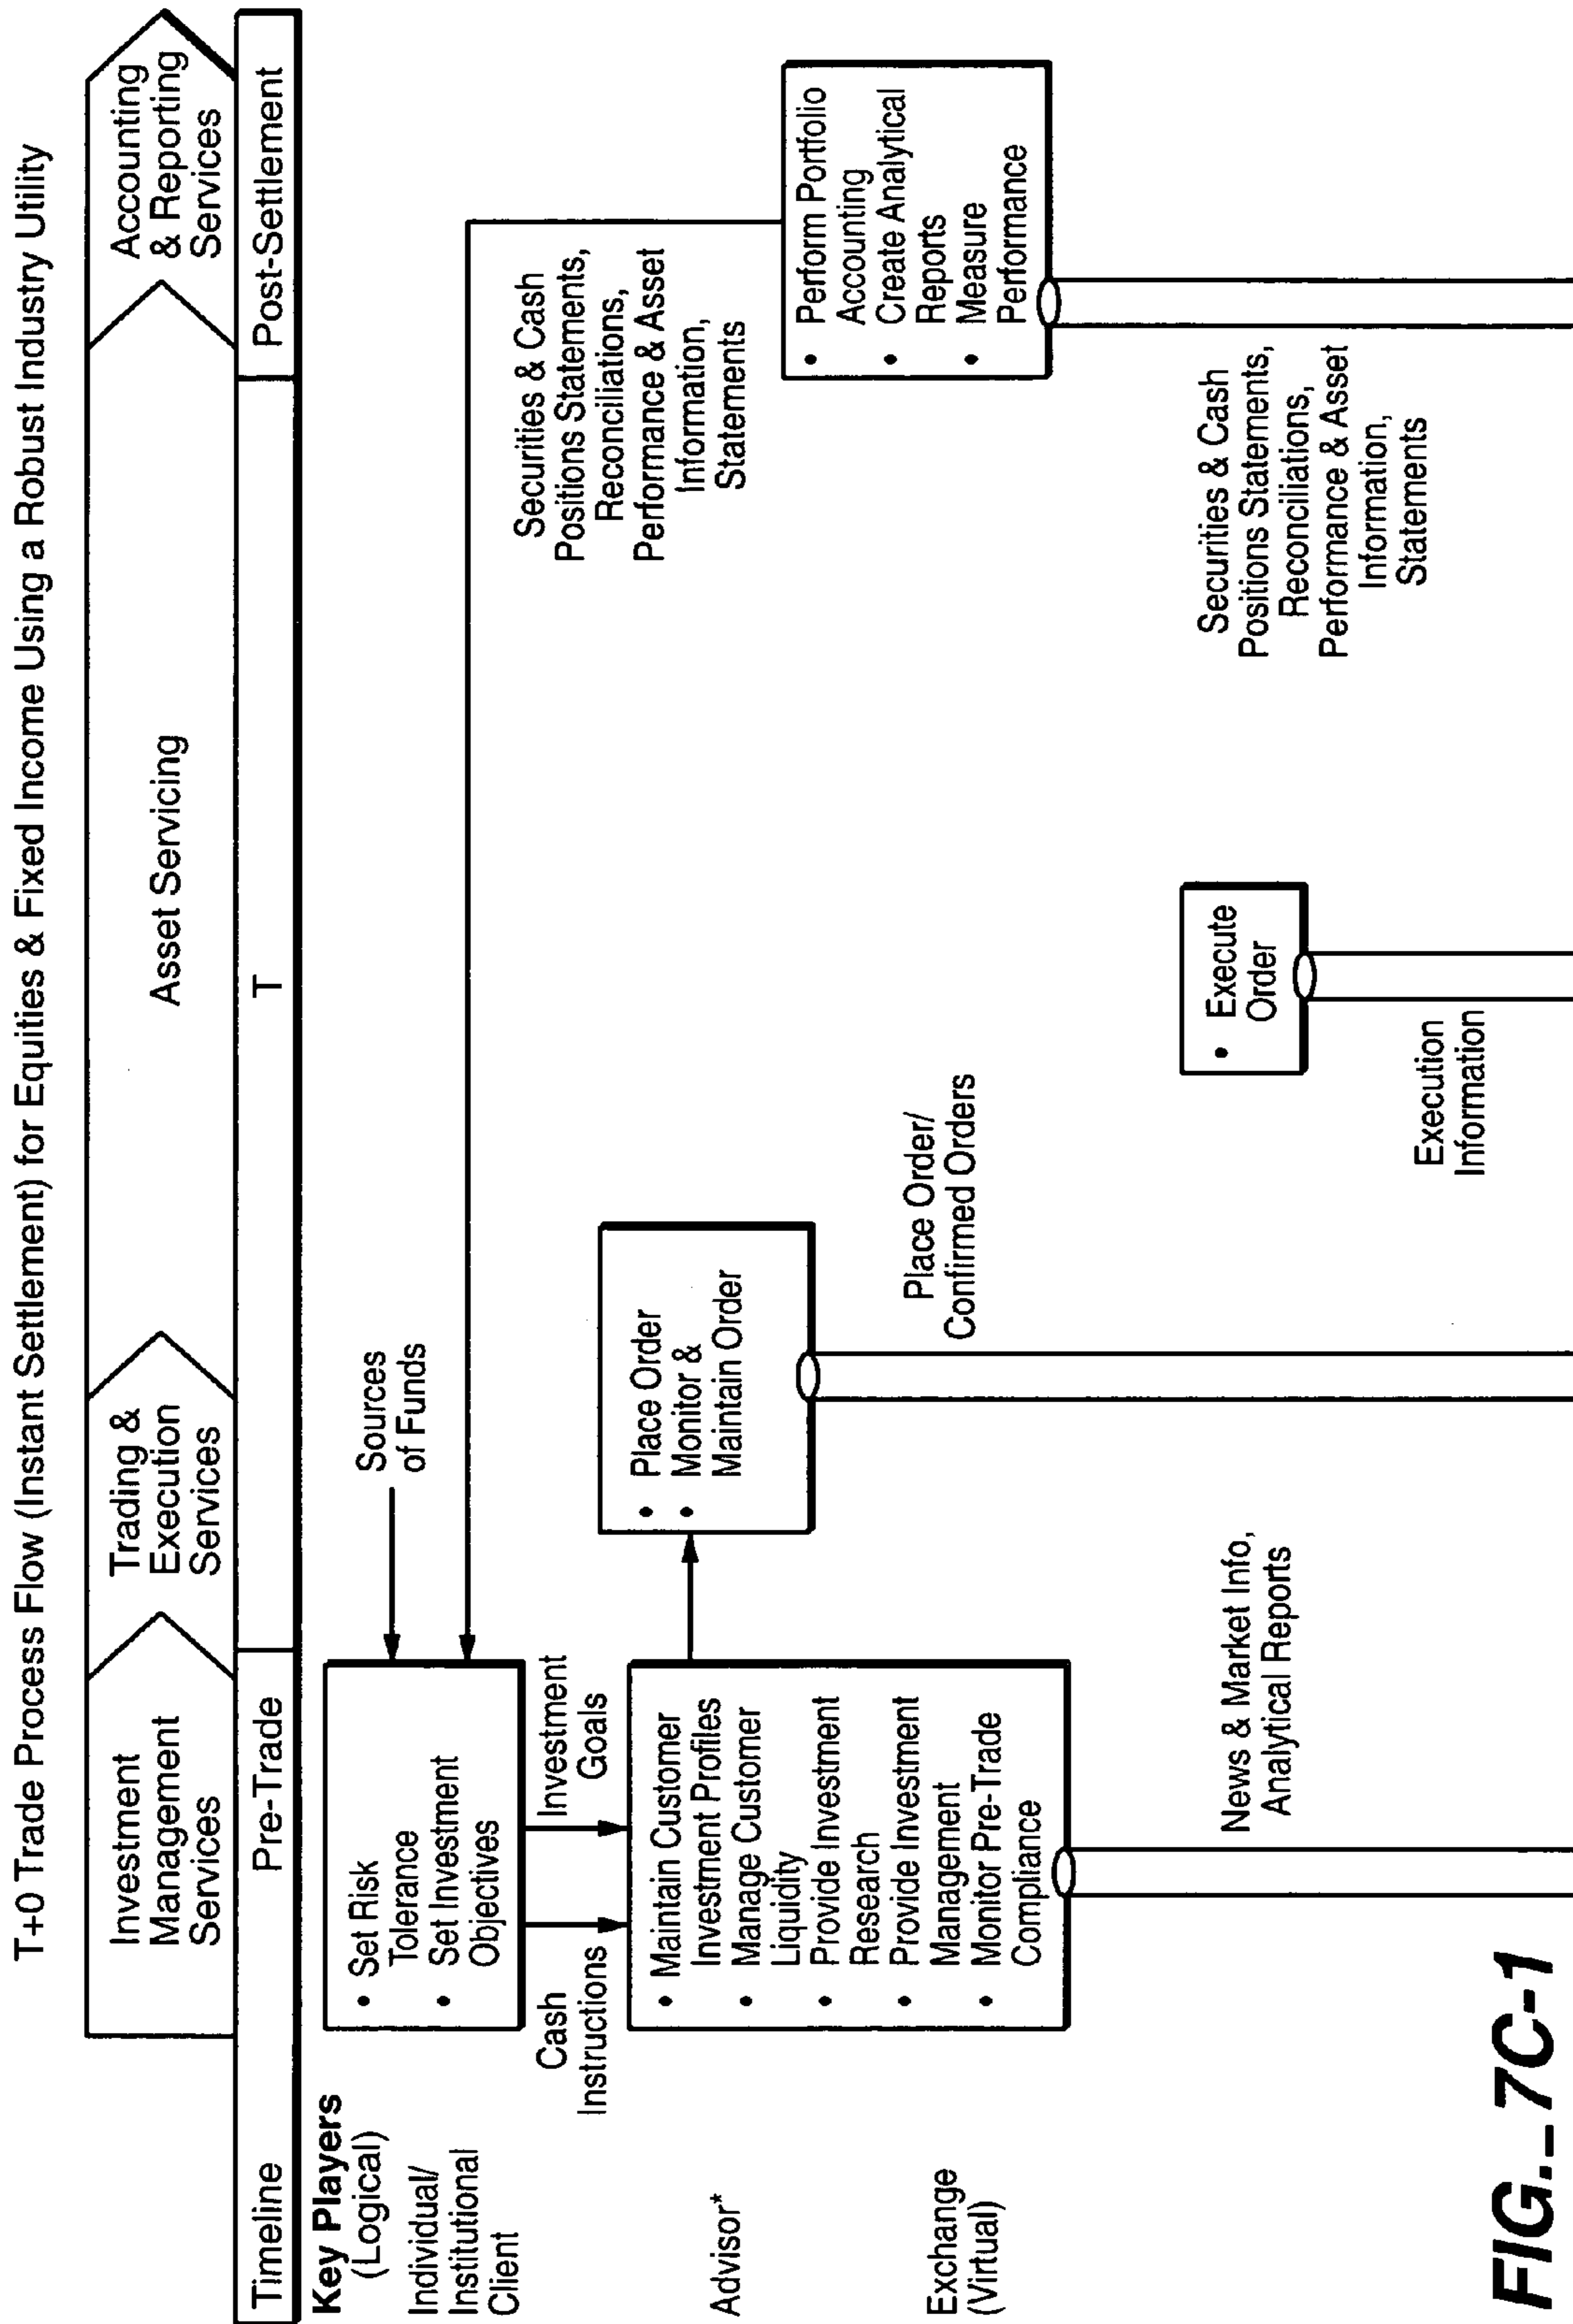 T+0 Trade Process Flow (Instant Settlement) for Equities & Fixed Income Using a Robust Industry Utility
Investment
Management
Services
Trading &
Execution
Services
Asset Servicing
Accounting
& Reporting
Services
Timeline
Pre-Trade
T
Post-Settlement
Key Players
(Logical)
Individual/
Institutional
Client
• Set Risk
Tolerance
• Set Investment
Objectives
Sources
of Funds
Cash
Instructions
Investment
Goals
Securities & Cash
Positions Statements,
Reconciliations,
Performance & Asset
Information,
Statements
Advisor*
• Maintain Customer
Investment Profiles
• Manage Customer
Liquidity
• Provide Investment
Research
• Provide Investment
Management
• Monitor Pre-Trade
Compliance
• Place Order
• Monitor &
Maintain Order
• Perform Portfolio
Accounting
• Create Analytical
Reports
• Measure
Performance
Exchange
(Virtual)
Place Order/
Confirmed Orders
• Execute
Order
News & Market Info,
Analytical Reports
Execution
Information
Securities & Cash
Positions Statements,
Reconciliations,
Performance & Asset
Information,
Statements
FIG._7C-1